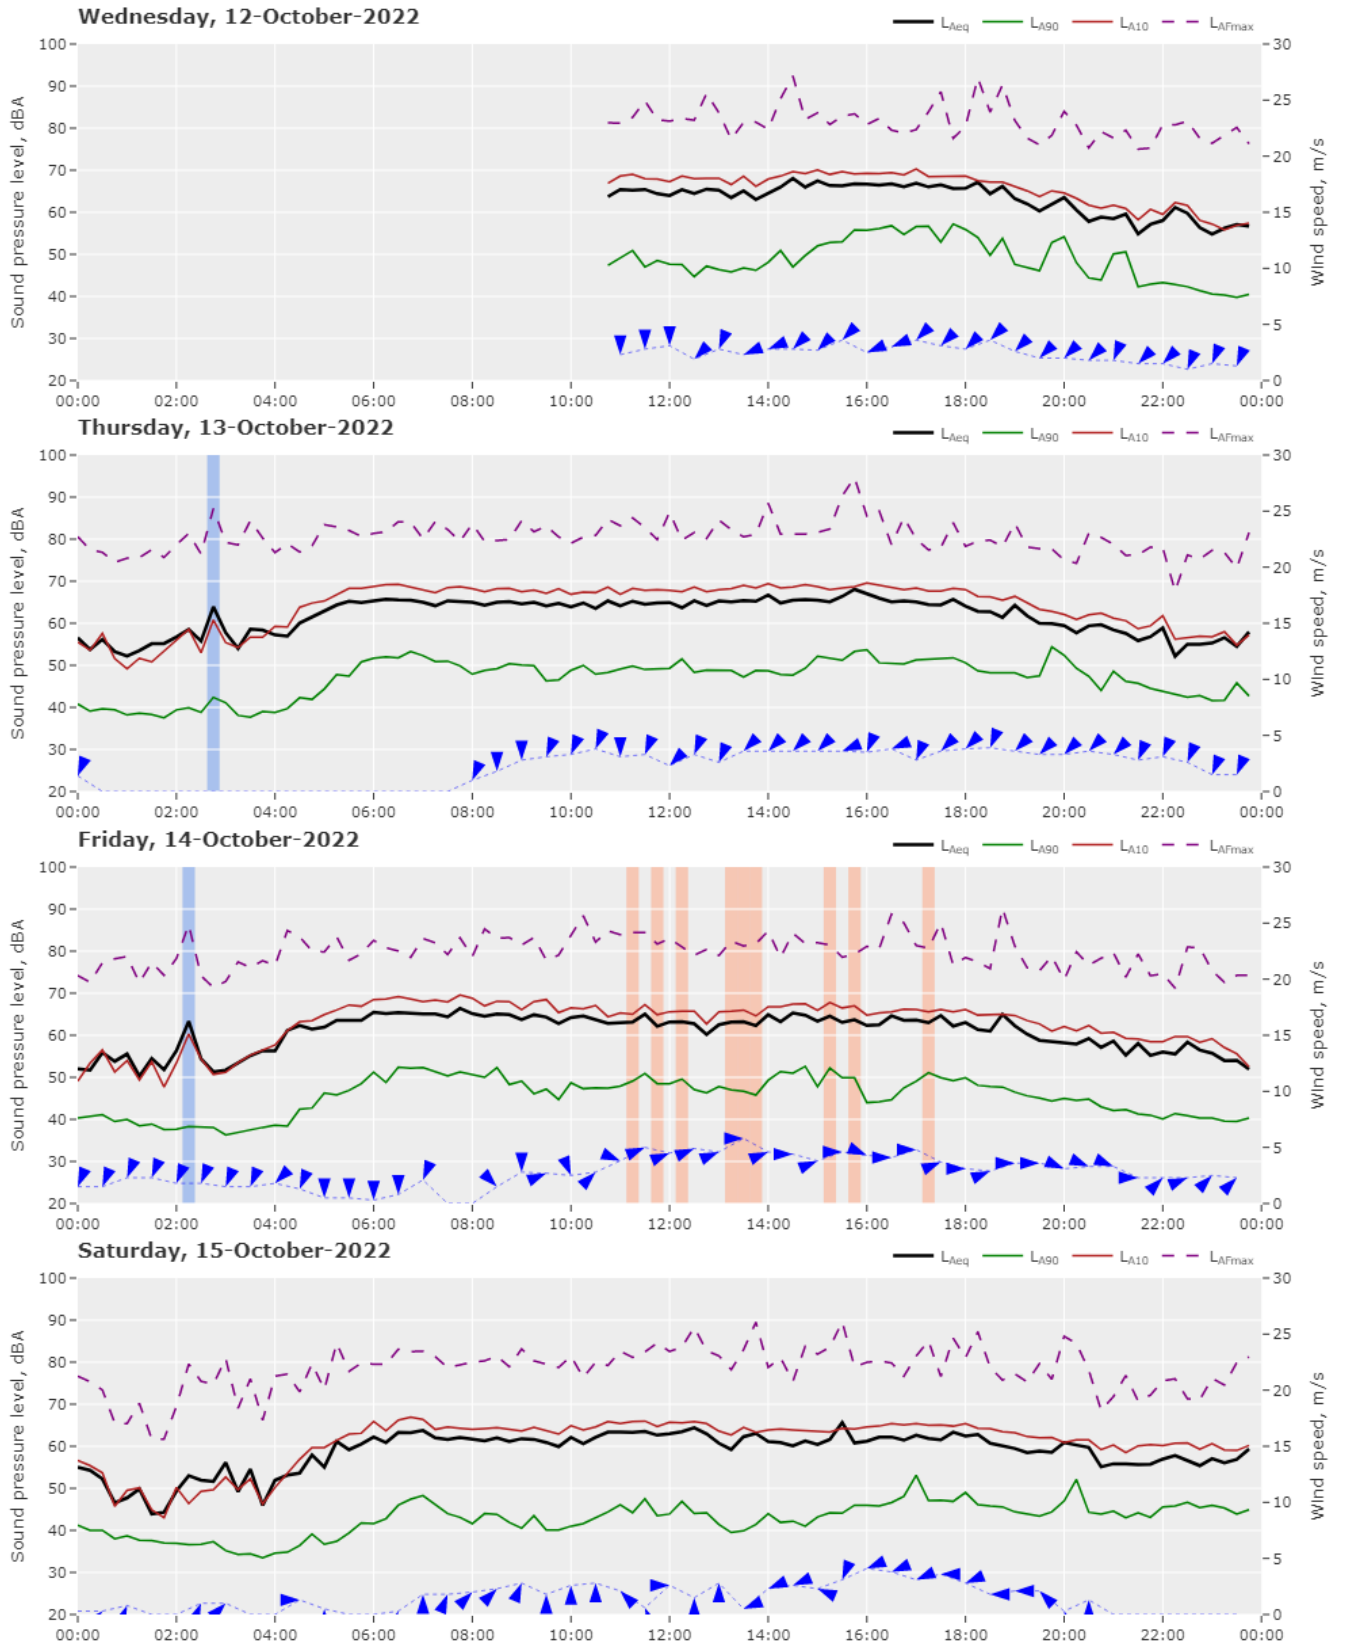 Wednesday, 12-October-2022
LAeq LA90 LA10 LAFmax
100 90 80 70 60 50 40 30 20
Sound pressure level, dBA
30 25 20 15 10 5 0
Wind speed, m/s
00:00 02:00 04:00 06:00 08:00 10:00 12:00 14:00 16:00 18:00 20:00 22:00 00:00
Thursday, 13-October-2022
LAeq LA90 LA10 LAFmax
100 90 80 70 60 50 40 30 20
Sound pressure level, dBA
30 25 20 15 10 5 0
Wind speed, m/s
00:00 02:00 04:00 06:00 08:00 10:00 12:00 14:00 16:00 18:00 20:00 22:00 00:00
Friday, 14-October-2022
LAeq LA90 LA10 LAFmax
100 90 80 70 60 50 40 30 20
Sound pressure level, dBA
30 25 20 15 10 5 0
Wind speed, m/s
00:00 02:00 04:00 06:00 08:00 10:00 12:00 14:00 16:00 18:00 20:00 22:00 00:00
Saturday, 15-October-2022
LAeq LA90 LA10 LAFmax
100 90 80 70 60 50 40 30 20
Sound pressure level, dBA
30 25 20 15 10 5 0
Wind speed, m/s
00:00 02:00 04:00 06:00 08:00 10:00 12:00 14:00 16:00 18:00 20:00 22:00 00:00